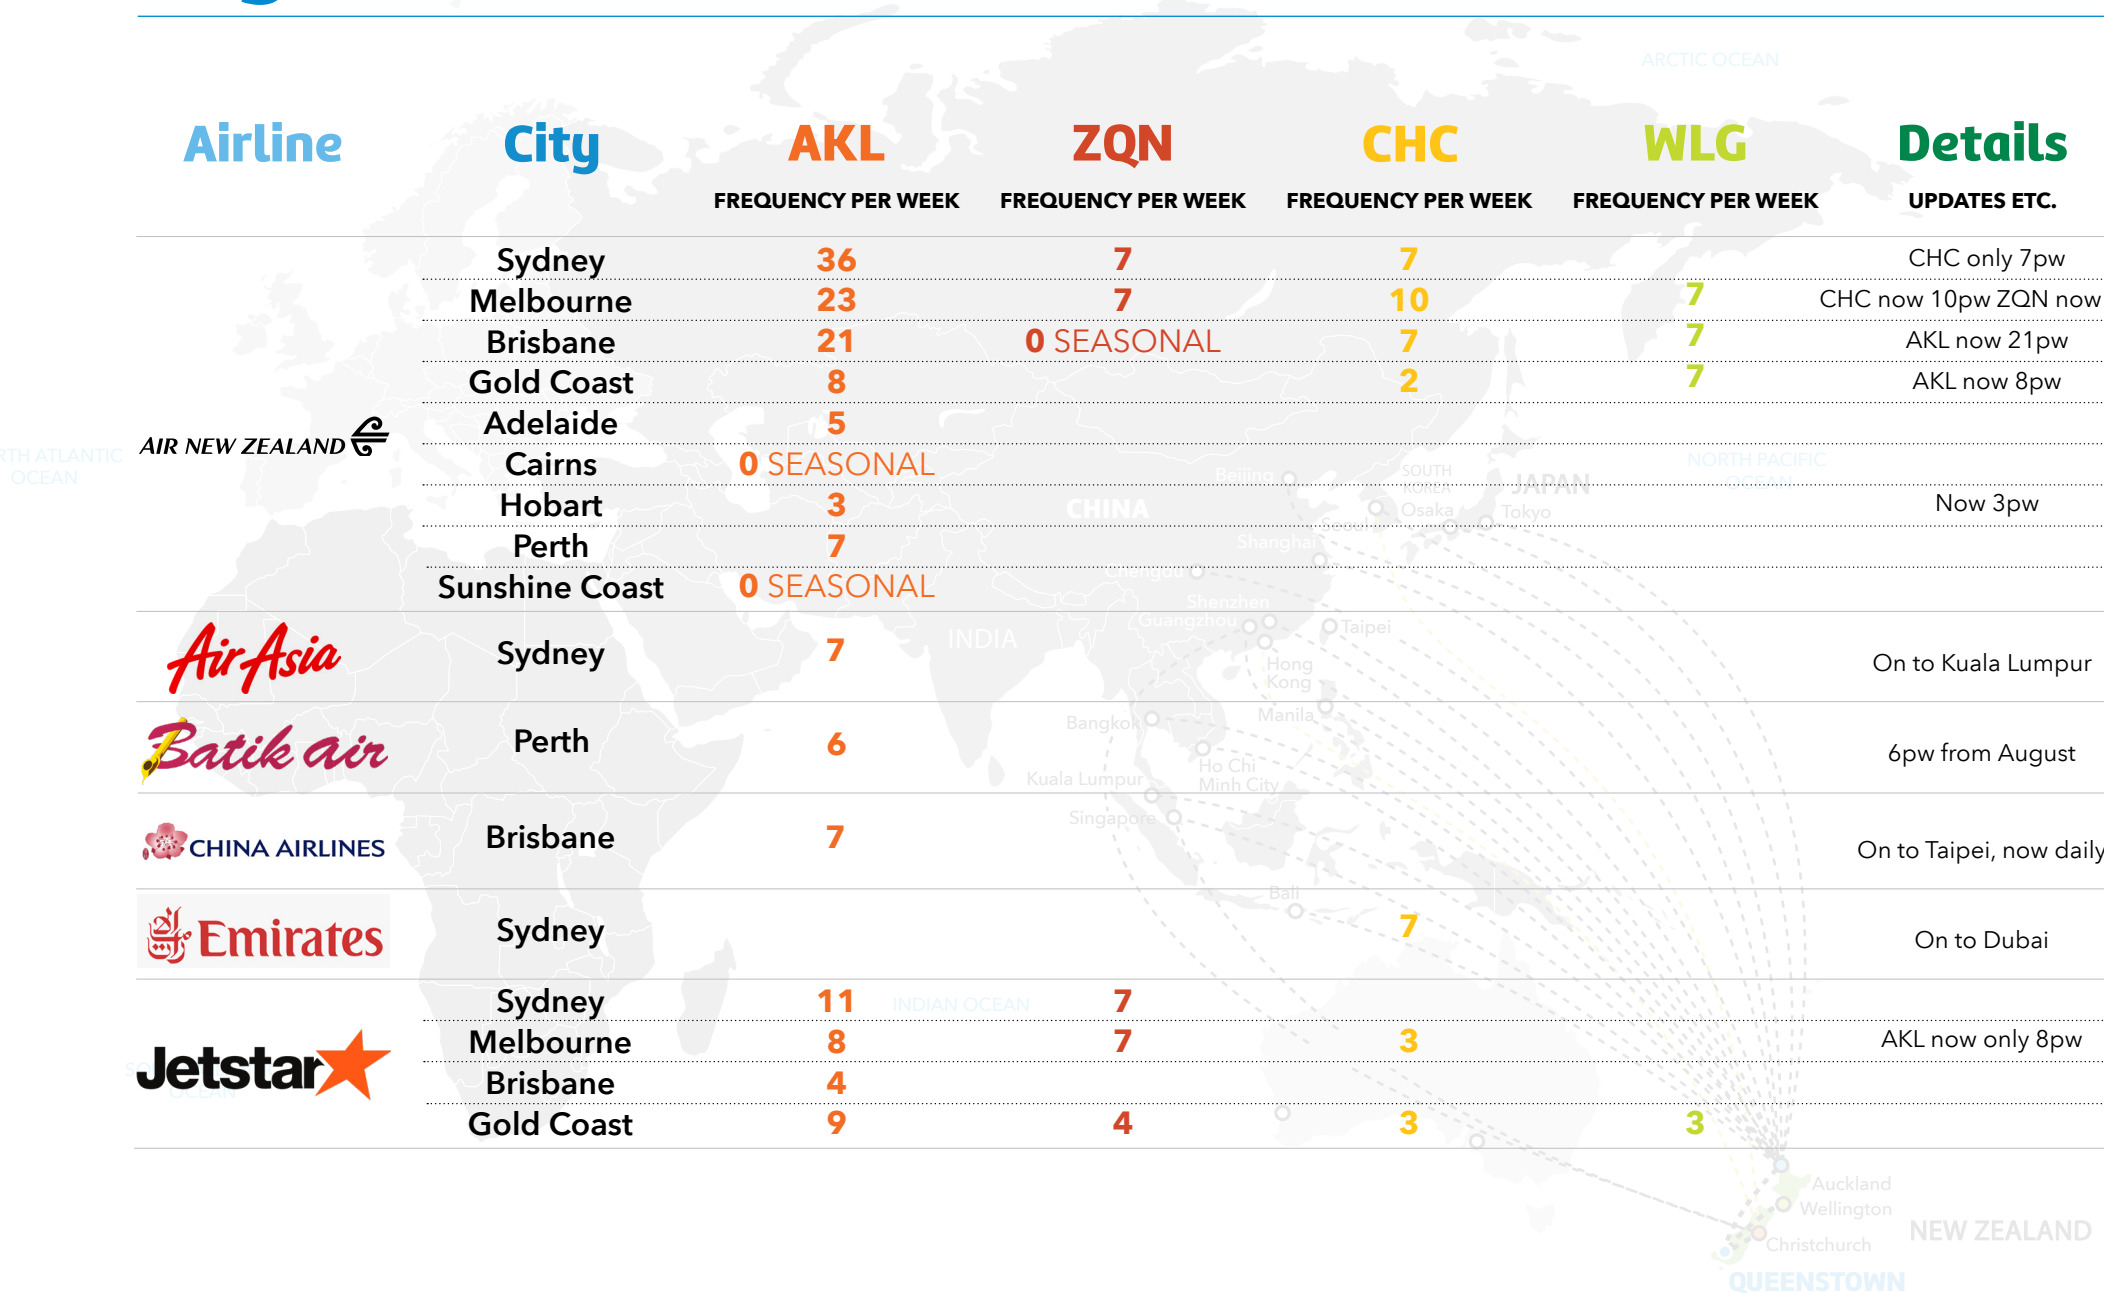 ARCTIC OCEAN
Airline City AKL ZQN CHC WLG Details
FREQUENCY PER WEEK FREQUENCY PER WEEK FREQUENCY PER WEEK FREQUENCY PER WEEK UPDATES ETC.
Sydney 36 7 7 CHC only 7pw
Melbourne 23 7 10 7 CHC now 10pw ZQN now
Brisbane 21 0 SEASONAL 7 7 AKL now 21pw
Gold Coast 8 2 7 AKL now 8pw
Adelaide 5
AIR NEW ZEALAND
Cairns 0 SEASONAL
Hobart 3 Now 3pw
Perth 7
Sunshine Coast 0 SEASONAL
AirAsia Sydney 7 On to Kuala Lumpur
Batik air Perth 6 6pw from August
CHINA AIRLINES Brisbane 7 On to Taipei, now daily
Emirates Sydney 7 On to Dubai
Jetstar
Sydney 11 7
Melbourne 8 7 3 AKL now only 8pw
Brisbane 4
Gold Coast 9 4 3 3
ATLANTIC
OCEAN
NORTH PACIFIC
OCEAN
Beijing
SOUTH
KOREA
JAPAN
CHINA
Osaka
Tokyo
Seoul
Shanghai
Chengdu
Shenzhen
Guangzhou
Taipei
INDIA
Hong
Kong
Manila
Bangkok
Ho Chi
Minh City
Kuala Lumpur
Singapore
Bali
INDIAN OCEAN
OCEAN
Auckland
Wellington
NEW ZEALAND
Christchurch
QUEENSTOWN